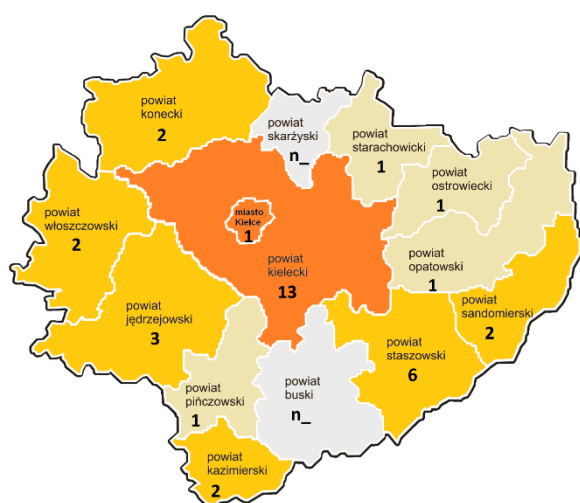 powiat
konecki
2
powiat
skarżyski
n_
powiat
starachowicki
1
powiat
ostrowiecki
1
powiat
włoszczowski
2
miasto
Kielce
1
powiat
kielecki
13
powiat
opatowski
1
powiat
jędrzejowski
3
powiat
sandomierski
2
powiat
staszowski
6
powiat
pińczowski
1
powiat
buski
n_
powiat
kazimierski
2